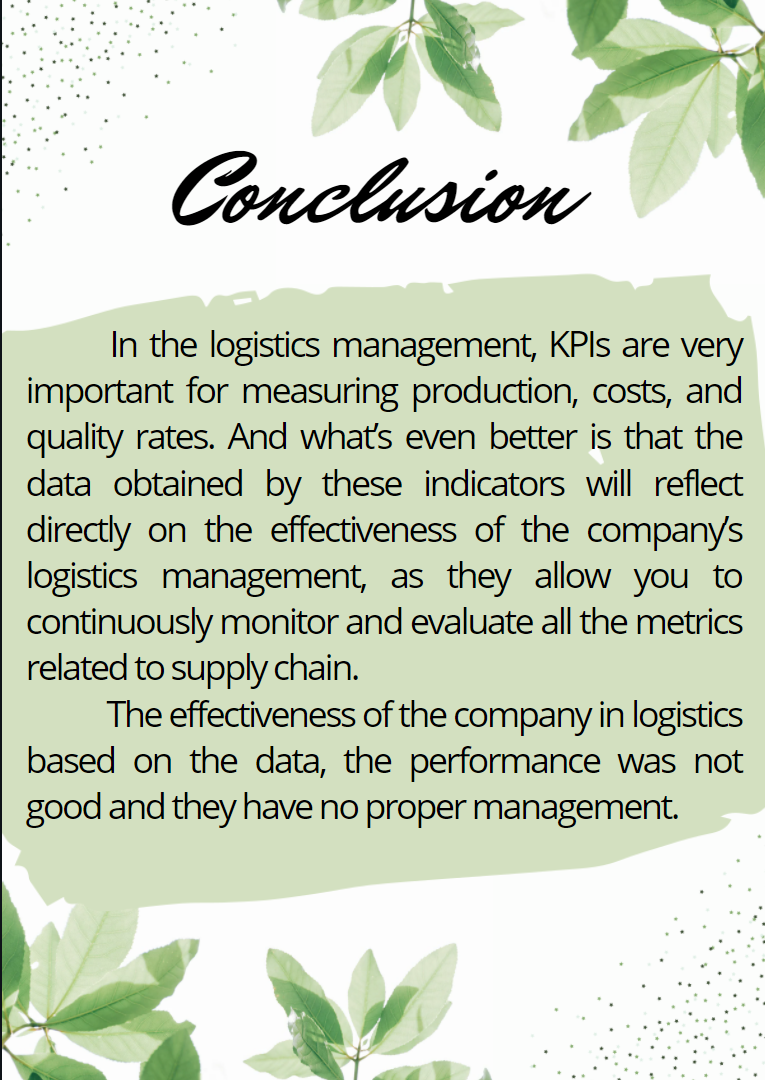 Conclusion
In the logistics management, KPIs are very
important for measuring production, costs, and
quality rates. And what's even better is that the
data obtained by these indicators will reflect
directly on the effectiveness of the company's
logistics management, as they allow you to
continuously monitor and evaluate all the metrics
related to supply chain.
The effectiveness of the company in logistics
based on the data, the performance was not
good and they have no proper management.